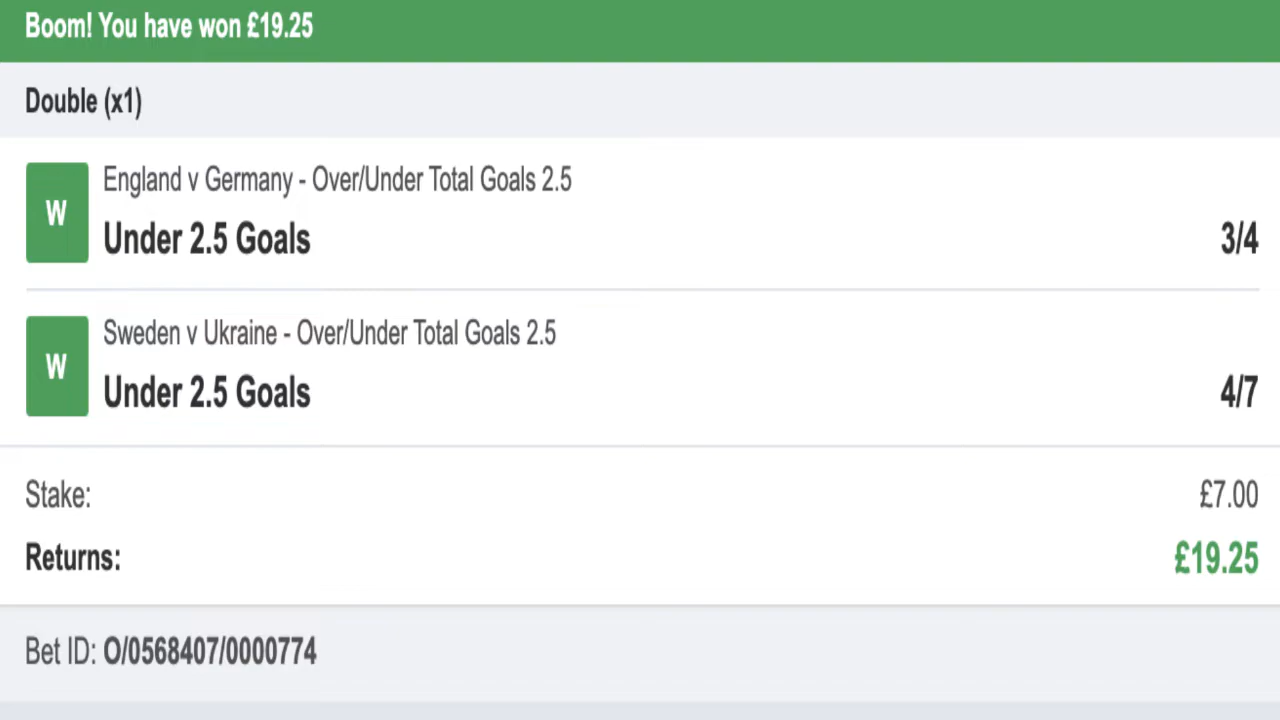 Boom! You have won £19.25
Double (x1)
W
England v Germany - Over/Under Total Goals 2.5
Under 2.5 Goals 3/4
W
Sweden v Ukraine - Over/Under Total Goals 2.5
Under 2.5 Goals 4/7
Stake: £7.00
Returns: £19.25
Bet ID: O/0568407/0000774